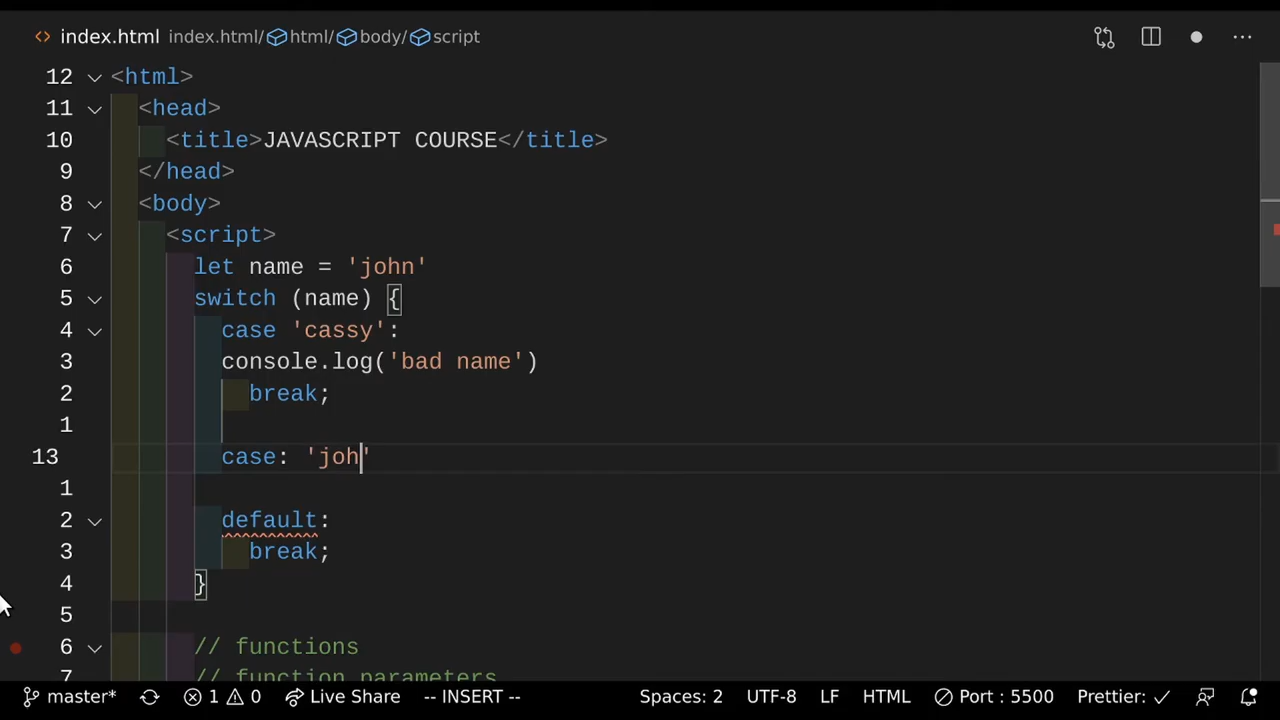 index.html index.html/html/body/script
12 <html>
11 <head>
10 <title>JAVASCRIPT COURSE</title>
9 </head>
8 <body>
7 <script>
6 let name = 'john'
5 switch (name) {
4 case 'cassy':
3 console.log('bad name')
2 break;
1
13 case: 'joh'
1
2 default:
3 break;
4 }
5
6 // functions
7 // function parameters
master* 1 0 Live Share -- INSERT -- Spaces: 2 UTF-8 LF HTML Port : 5500 Prettier: